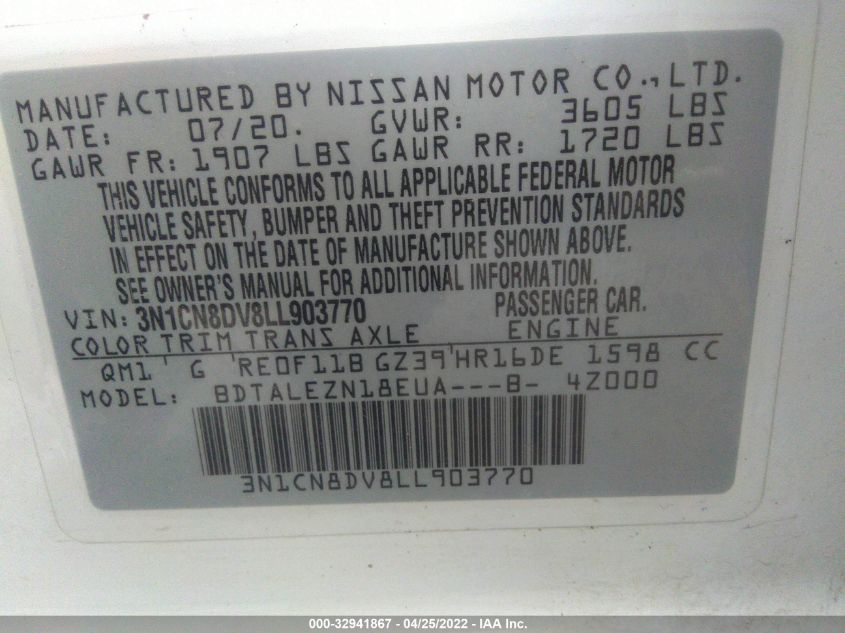 MANUFACTURED BY NISSAN MOTOR CO., LTD.
DATE: 07/20. GVWR: 3605 LBS
GAWR FR: 1907 LBS GAWR RR: 1720 LBS
THIS VEHICLE CONFORMS TO ALL APPLICABLE FEDERAL MOTOR
VEHICLE SAFETY, BUMPER AND THEFT PREVENTION STANDARDS
IN EFFECT ON THE DATE OF MANUFACTURE SHOWN ABOVE.
SEE OWNER'S MANUAL FOR ADDITIONAL INFORMATION.
VIN: 3N1CN8DV8LL903770 PASSENGER CAR.
COLOR TRIM TRANS AXLE ENGINE
QM1 G RE0F11B GZ39 HR16DE 1598 CC
MODEL: BDTALEZN18EUA---B- 4Z000
3N1CN8DV8LL903770
000-32941867 - 04/25/2022 - IAA Inc.